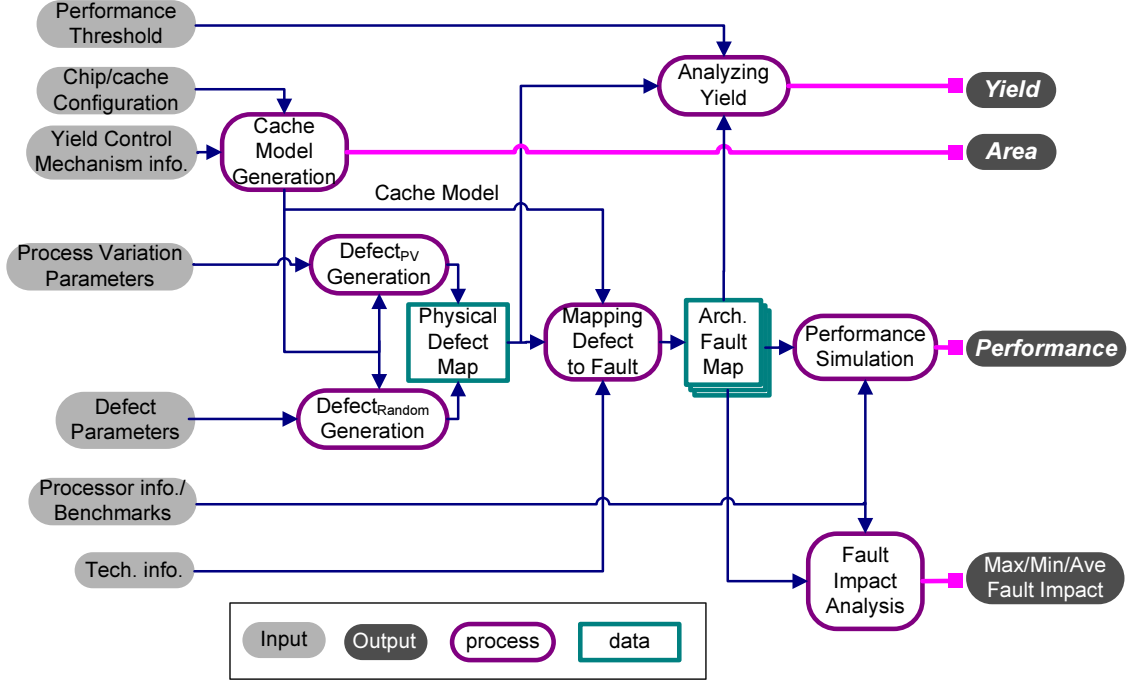 Performance
Threshold
Chip/cache
Configuration
Yield Control
Mechanism info.
Cache
Model
Generation
Analyzing
Yield
Yield
Area
Cache Model
Process Variation
Parameters
DefectPV
Generation
Physical
Defect
Map
Mapping
Defect
to Fault
Arch.
Fault
Map
Performance
Simulation
Performance
Defect
Parameters
DefectRandom
Generation
Processor info./
Benchmarks
Tech. info.
Fault
Impact
Analysis
Max/Min/Ave
Fault Impact
Input
Output
process
data